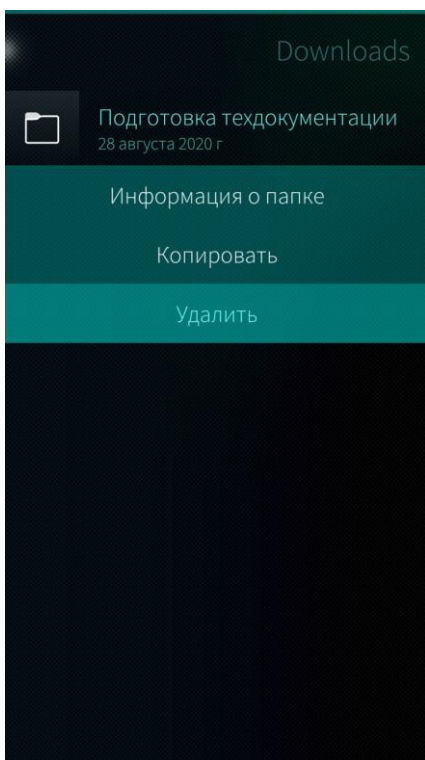 Downloads
Подготовка техдокументации
28 августа 2020 г
Информация о папке
Копировать
Удалить